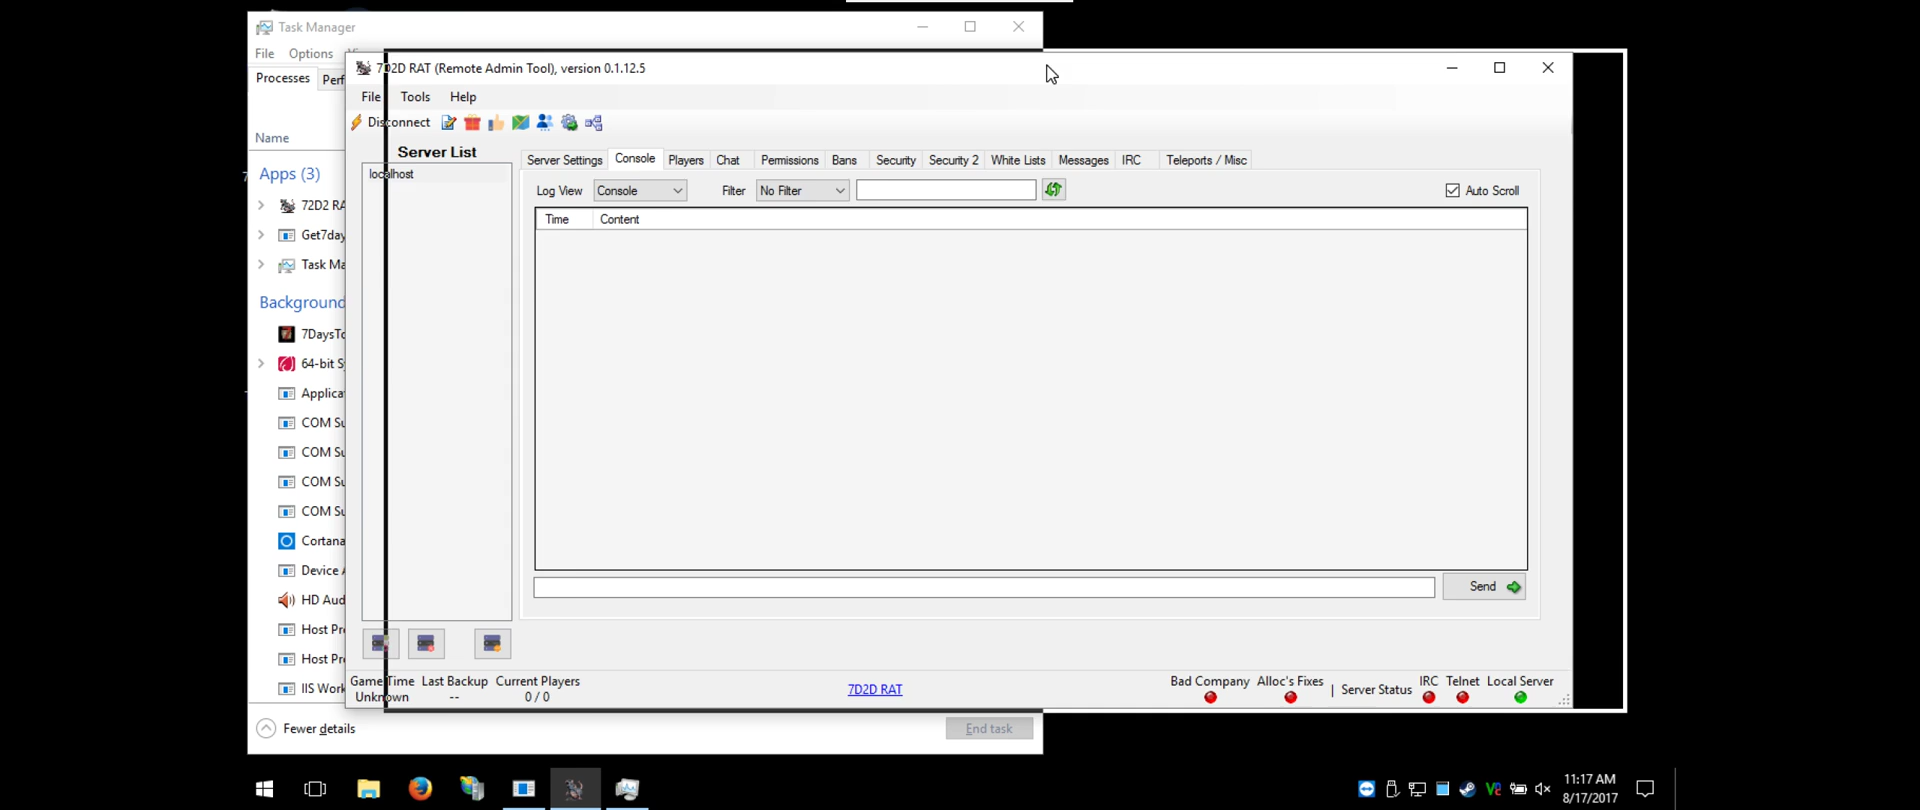 Task Manager
File Options
Processes Perf
Name
Apps (3)
72D2 RA
Get7day
Task Ma
Background
7DaysTo
64-bit Sy
Applicat
COM Su
COM Su
COM Su
COM Su
Cortana
Device A
HD Aud
Host Pro
Host Pro
IIS Work
Fewer details
End task
7D2D RAT (Remote Admin Tool), version 0.1.12.5
File Tools Help
Disconnect
Server List
localhost
Server Settings Console Players Chat Permissions Bans Security Security 2 White Lists Messages IRC Teleports / Misc
Log View Console Filter No Filter Auto Scroll
Time Content
Send
Game Time Last Backup Current Players
Unknown -- 0 / 0
7D2D RAT
Bad Company Alloc's Fixes | Server Status IRC Telnet Local Server
11:17 AM
8/17/2017